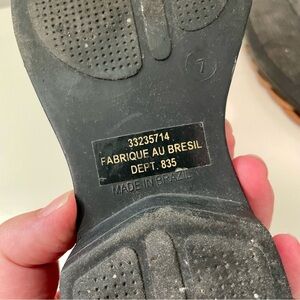 7
33235714
FABRIQUE AU BRESIL
DEPT. 835
MADE IN BRAZIL